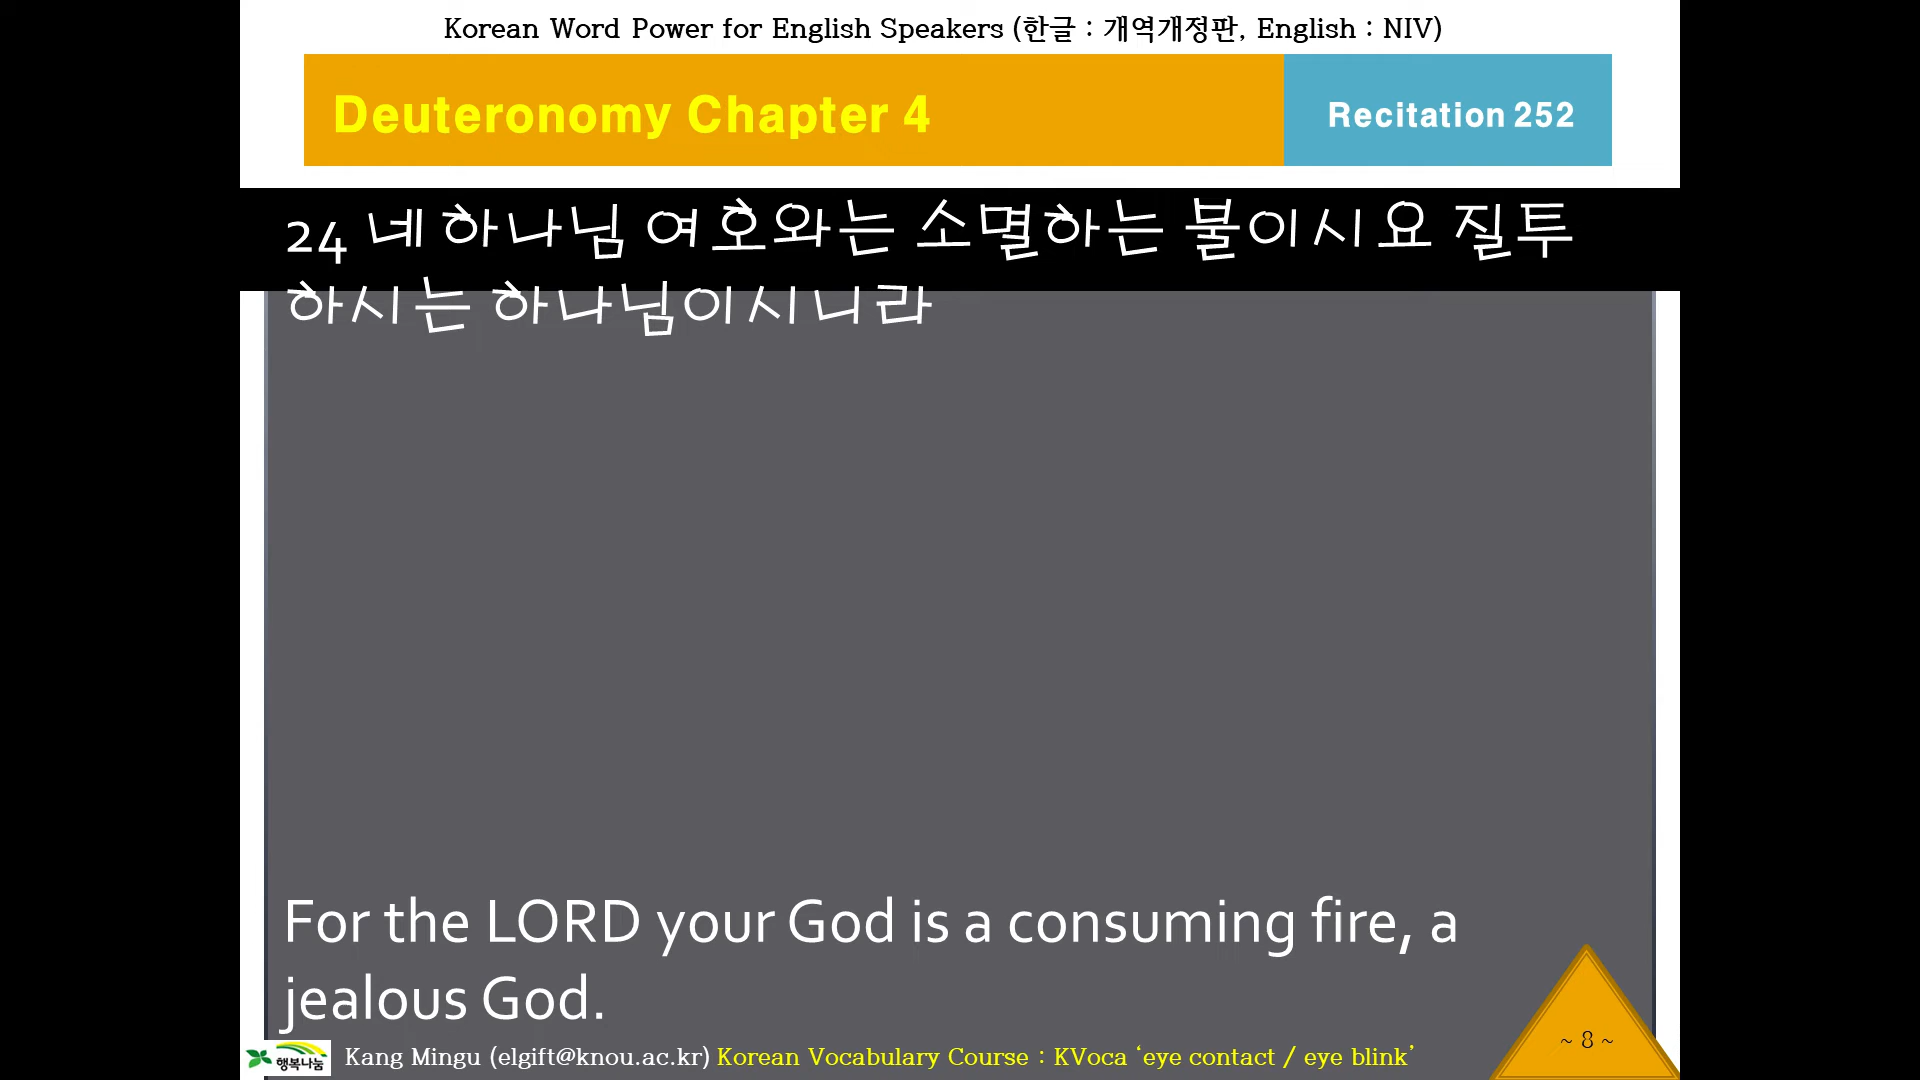 Korean Word Power for English Speakers (한글 : 개역개정판, English : NIV)
Deuteronomy Chapter 4
Recitation 252
24 네 하나님 여호와는 소멸하는 불이시요 질투
하시는 하나님이시니라
For the LORD your God is a consuming fire, a
jealous God.
행복나눔
Kang Mingu (elgift@knou.ac.kr) Korean Vocabulary Course : KVoca ‘eye contact / eye blink’
~ 8 ~